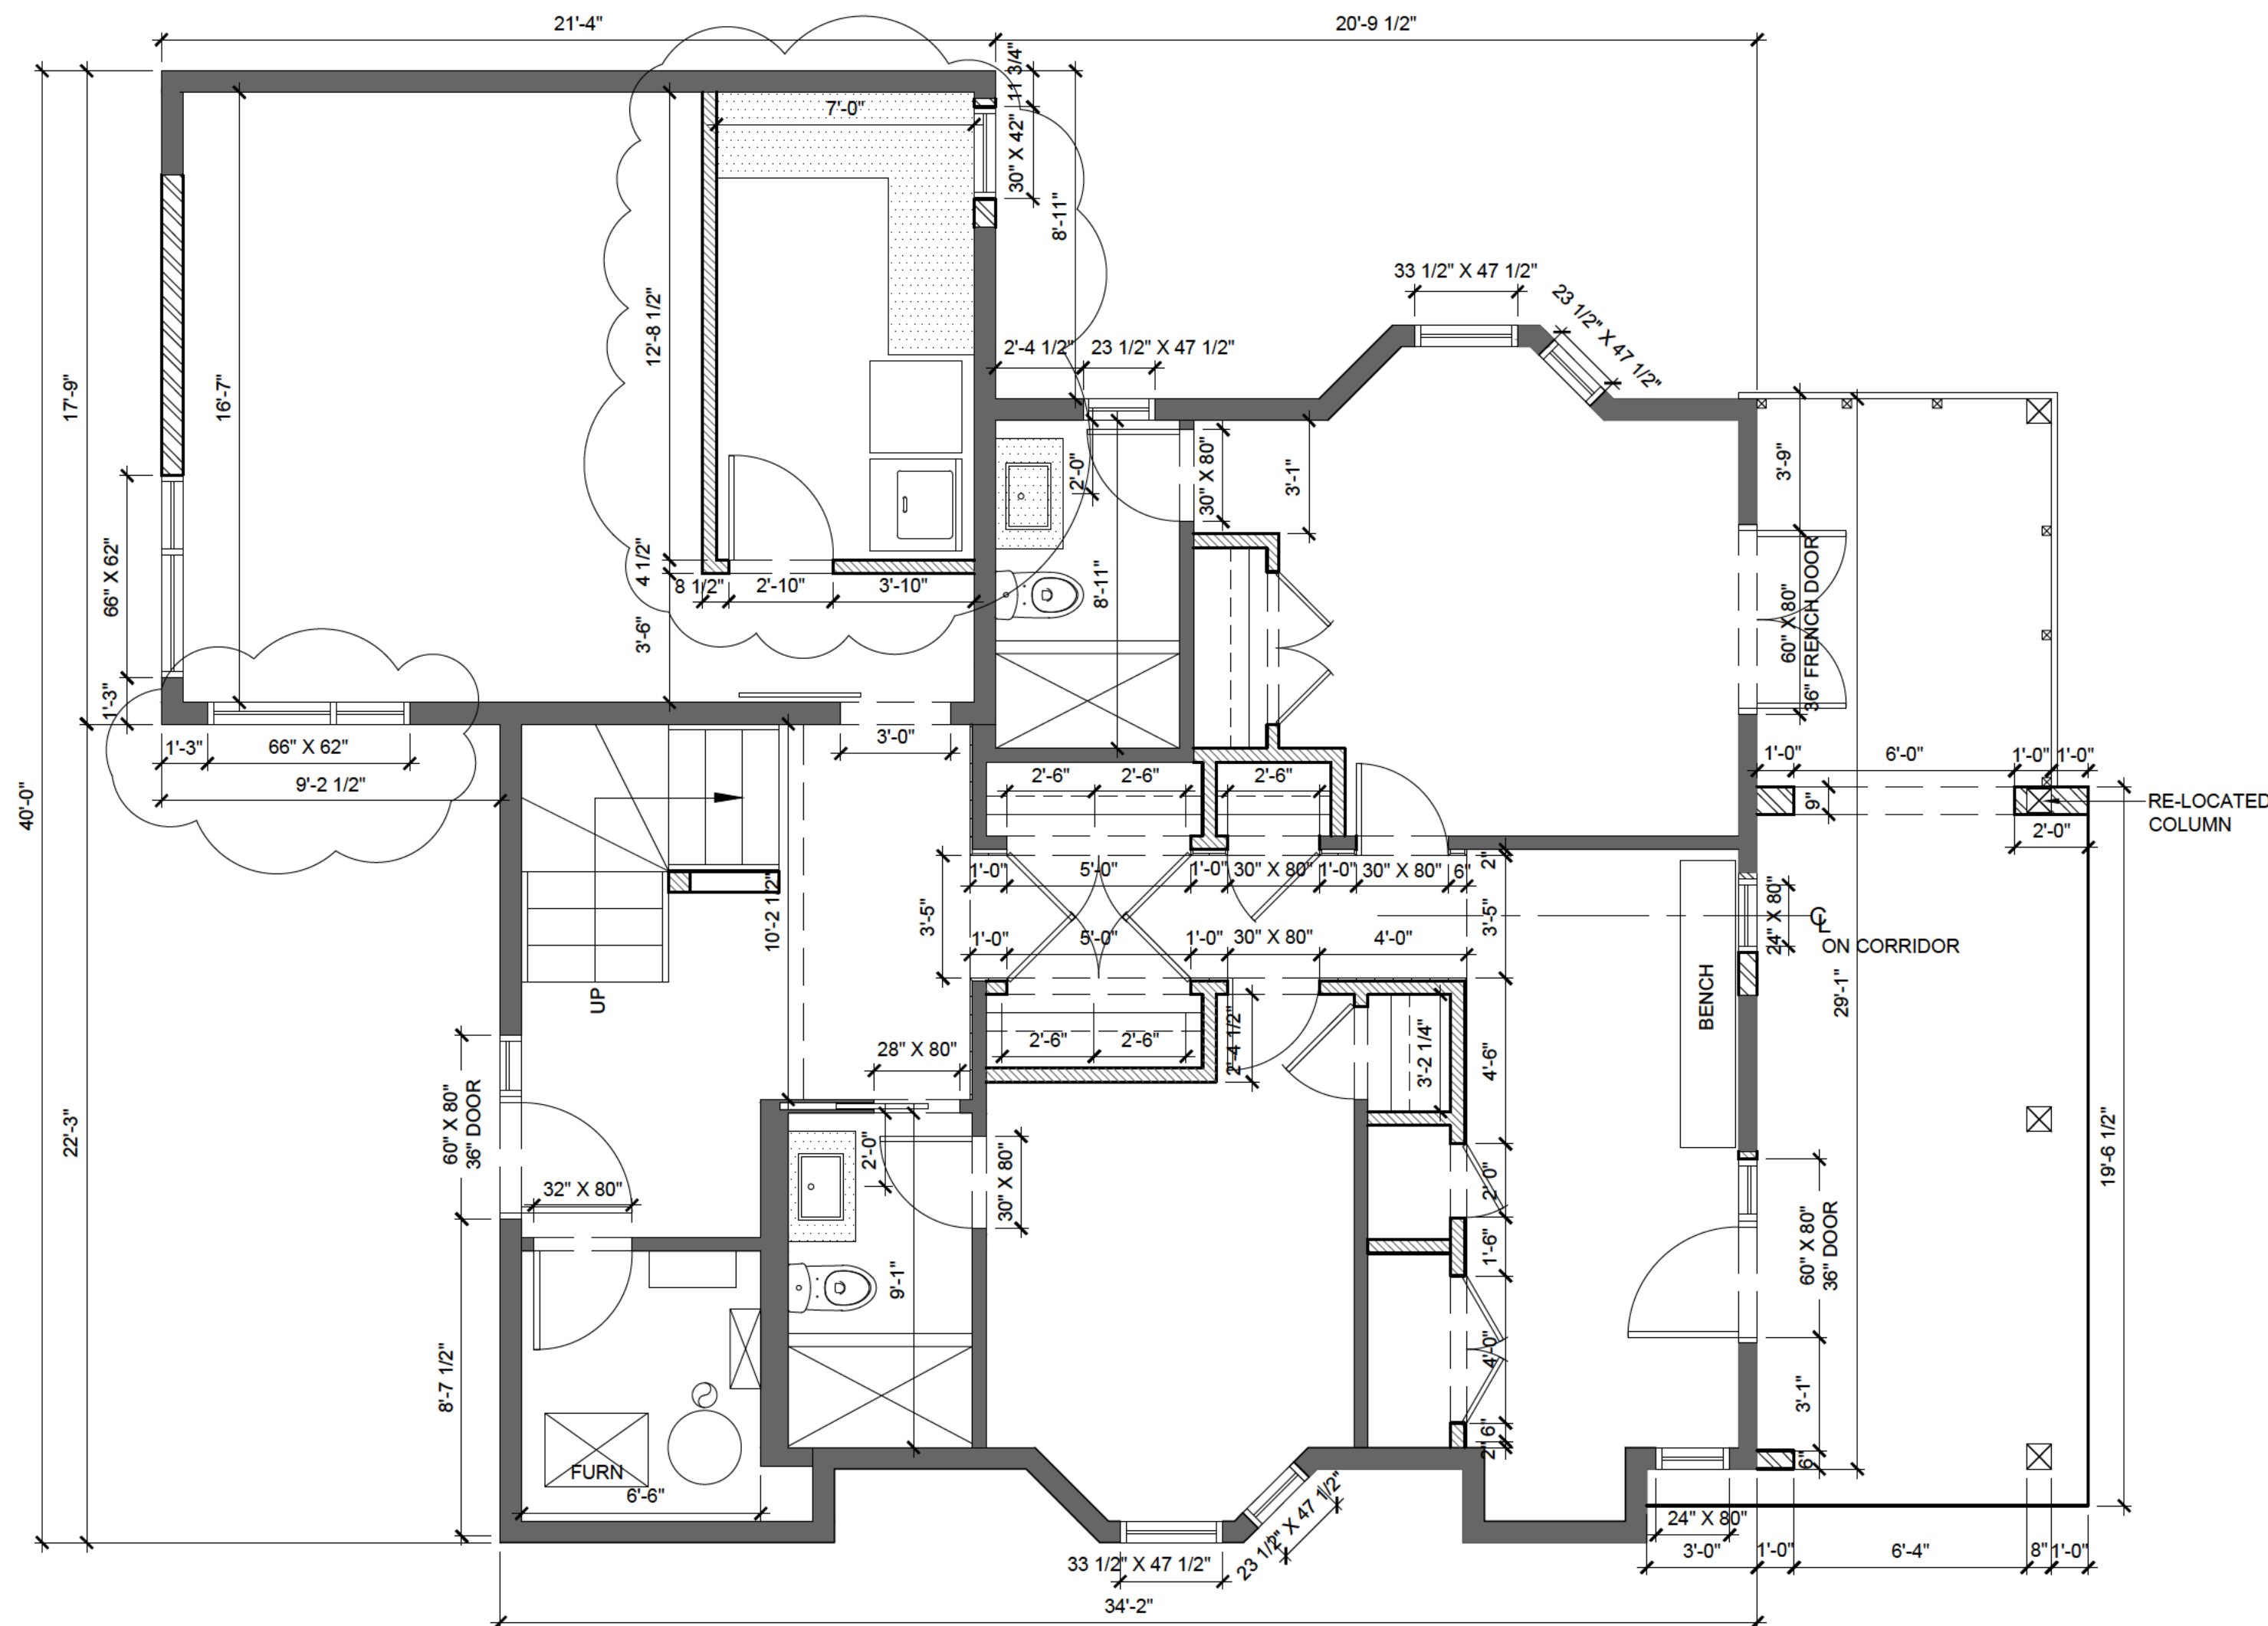 21'-4"
20'-9 1/2"
11 3/4"
7'-0"
30" X 42"
8'-11"
33 1/2" X 47 1/2"
23 1/2" X 47 1/2"
12'-8 1/2"
2'-4 1/2"
23 1/2" X 47 1/2"
17'-9"
16'-7"
3'-9"
2'-0"
30" X 80"
3'-1"
66" X 62"
4 1/2"
8 1/2"
2'-10"
3'-10"
8'-11"
60" X 80"
36" FRENCH DOOR
3'-6"
1'-3"
1'-3"
66" X 62"
3'-0"
9'-2 1/2"
1'-0"
6'-0"
1'-0"
1'-0"
2'-6"
2'-6"
2'-6"
9"
RE-LOCATED
COLUMN
2'-0"
40'-0"
1'-0"
5'-0"
1'-0"
30" X 80"
1'-0"
30" X 80"
6"
2"
10'-2 1/2"
3'-5"
3'-5"
24" X 80"
CL
ON CORRIDOR
1'-0"
5'-0"
1'-0"
30" X 80"
4'-0"
UP
BENCH
29'-1"
28" X 80"
2'-6"
2'-6"
2'-4 1/2"
3'-2 1/4"
4'-6"
60" X 80"
36" DOOR
22'-3"
2'-0"
30" X 80"
32" X 80"
2'-0"
19'-6 1/2"
1'-6"
60" X 80"
36" DOOR
9'-1"
4'-0"
8'-7 1/2"
3'-1"
6"
2"
6"
FURN
6'-6"
23 1/2" X 47 1/2"
24" X 80"
33 1/2" X 47 1/2"
3'-0"
1'-0"
6'-4"
8"
1'-0"
34'-2"